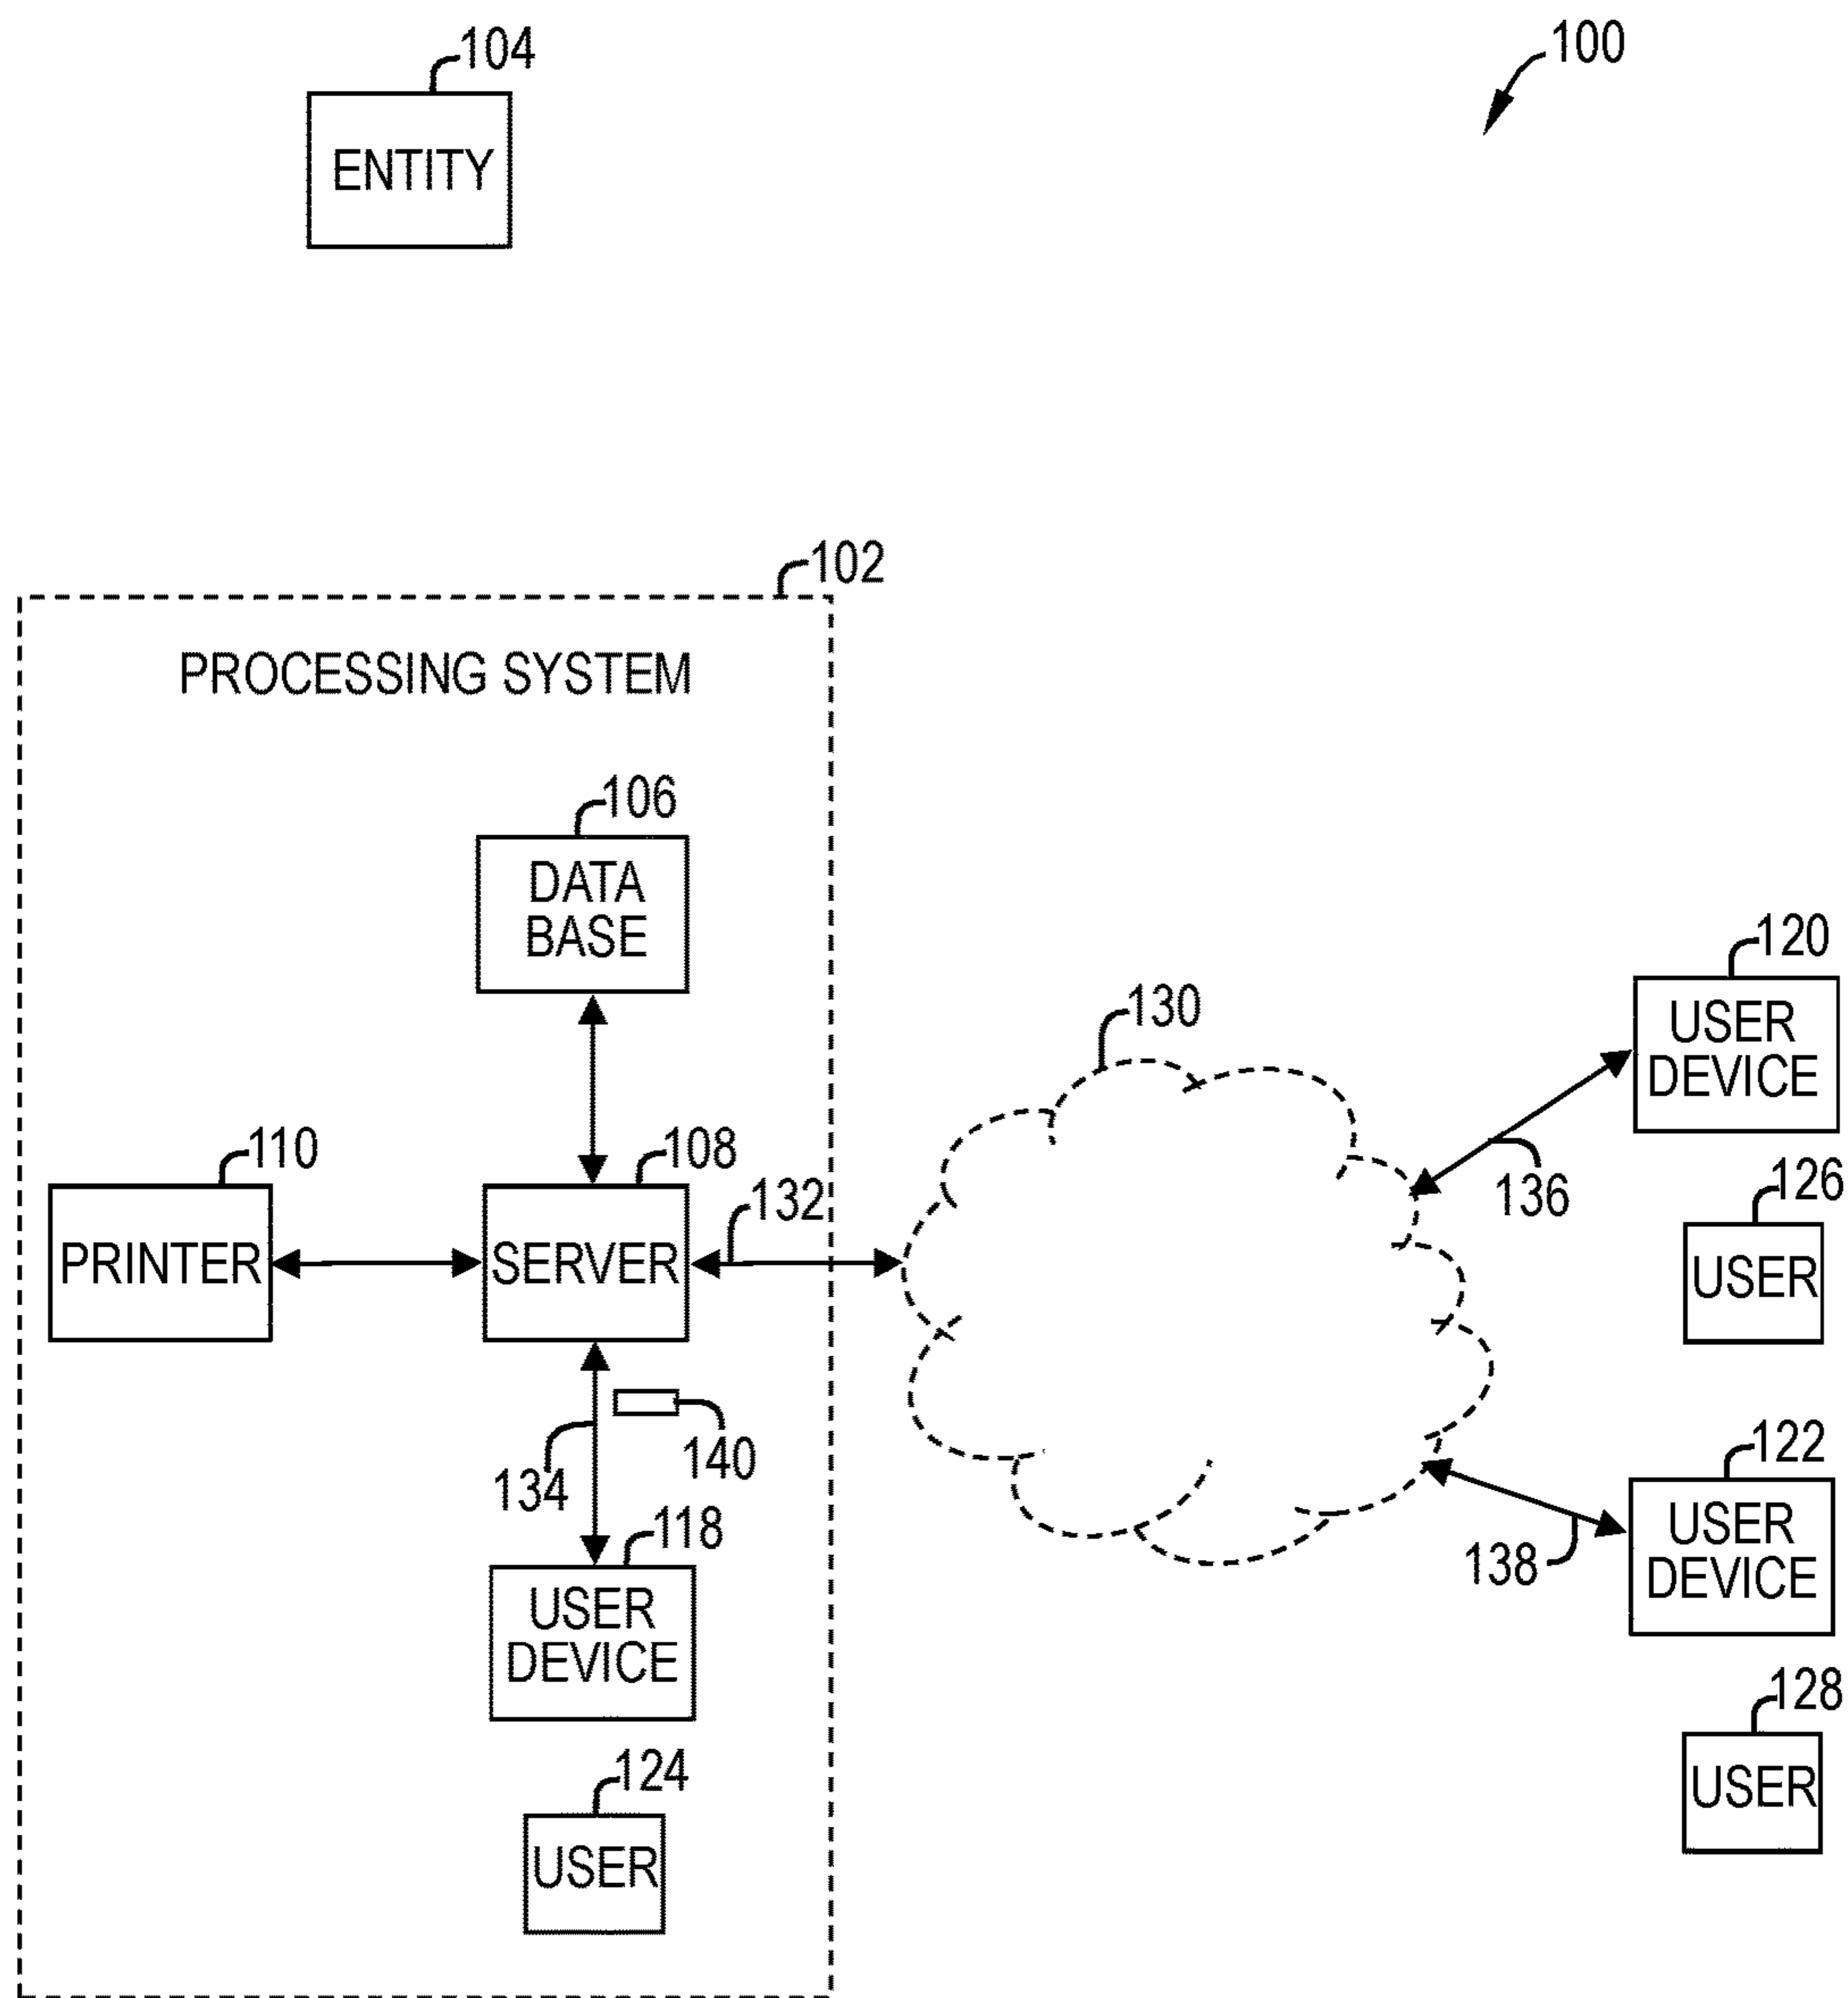 104
100
ENTITY
102
PROCESSING SYSTEM
106
DATA
BASE
120
USER
DEVICE
130
110
108
132
136
126
PRINTER
SERVER
USER
134
140
122
118
USER
DEVICE
138
USER
DEVICE
128
124
USER
USER